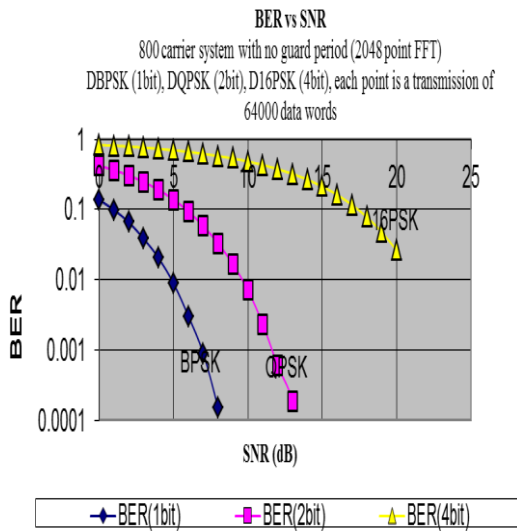 BER vs SNR
800 carrier system with no guard period (2048 point FFT)
DBPSK (1bit), DQPSK (2bit), D16PSK (4bit), each point is a transmission of
64000 data words
1
0 5 10 15 20 25
0.1
16PSK
0.01
BER
0.001
BPSK QPSK
0.0001
SNR (dB)
BER(1bit) BER(2bit) BER(4bit)